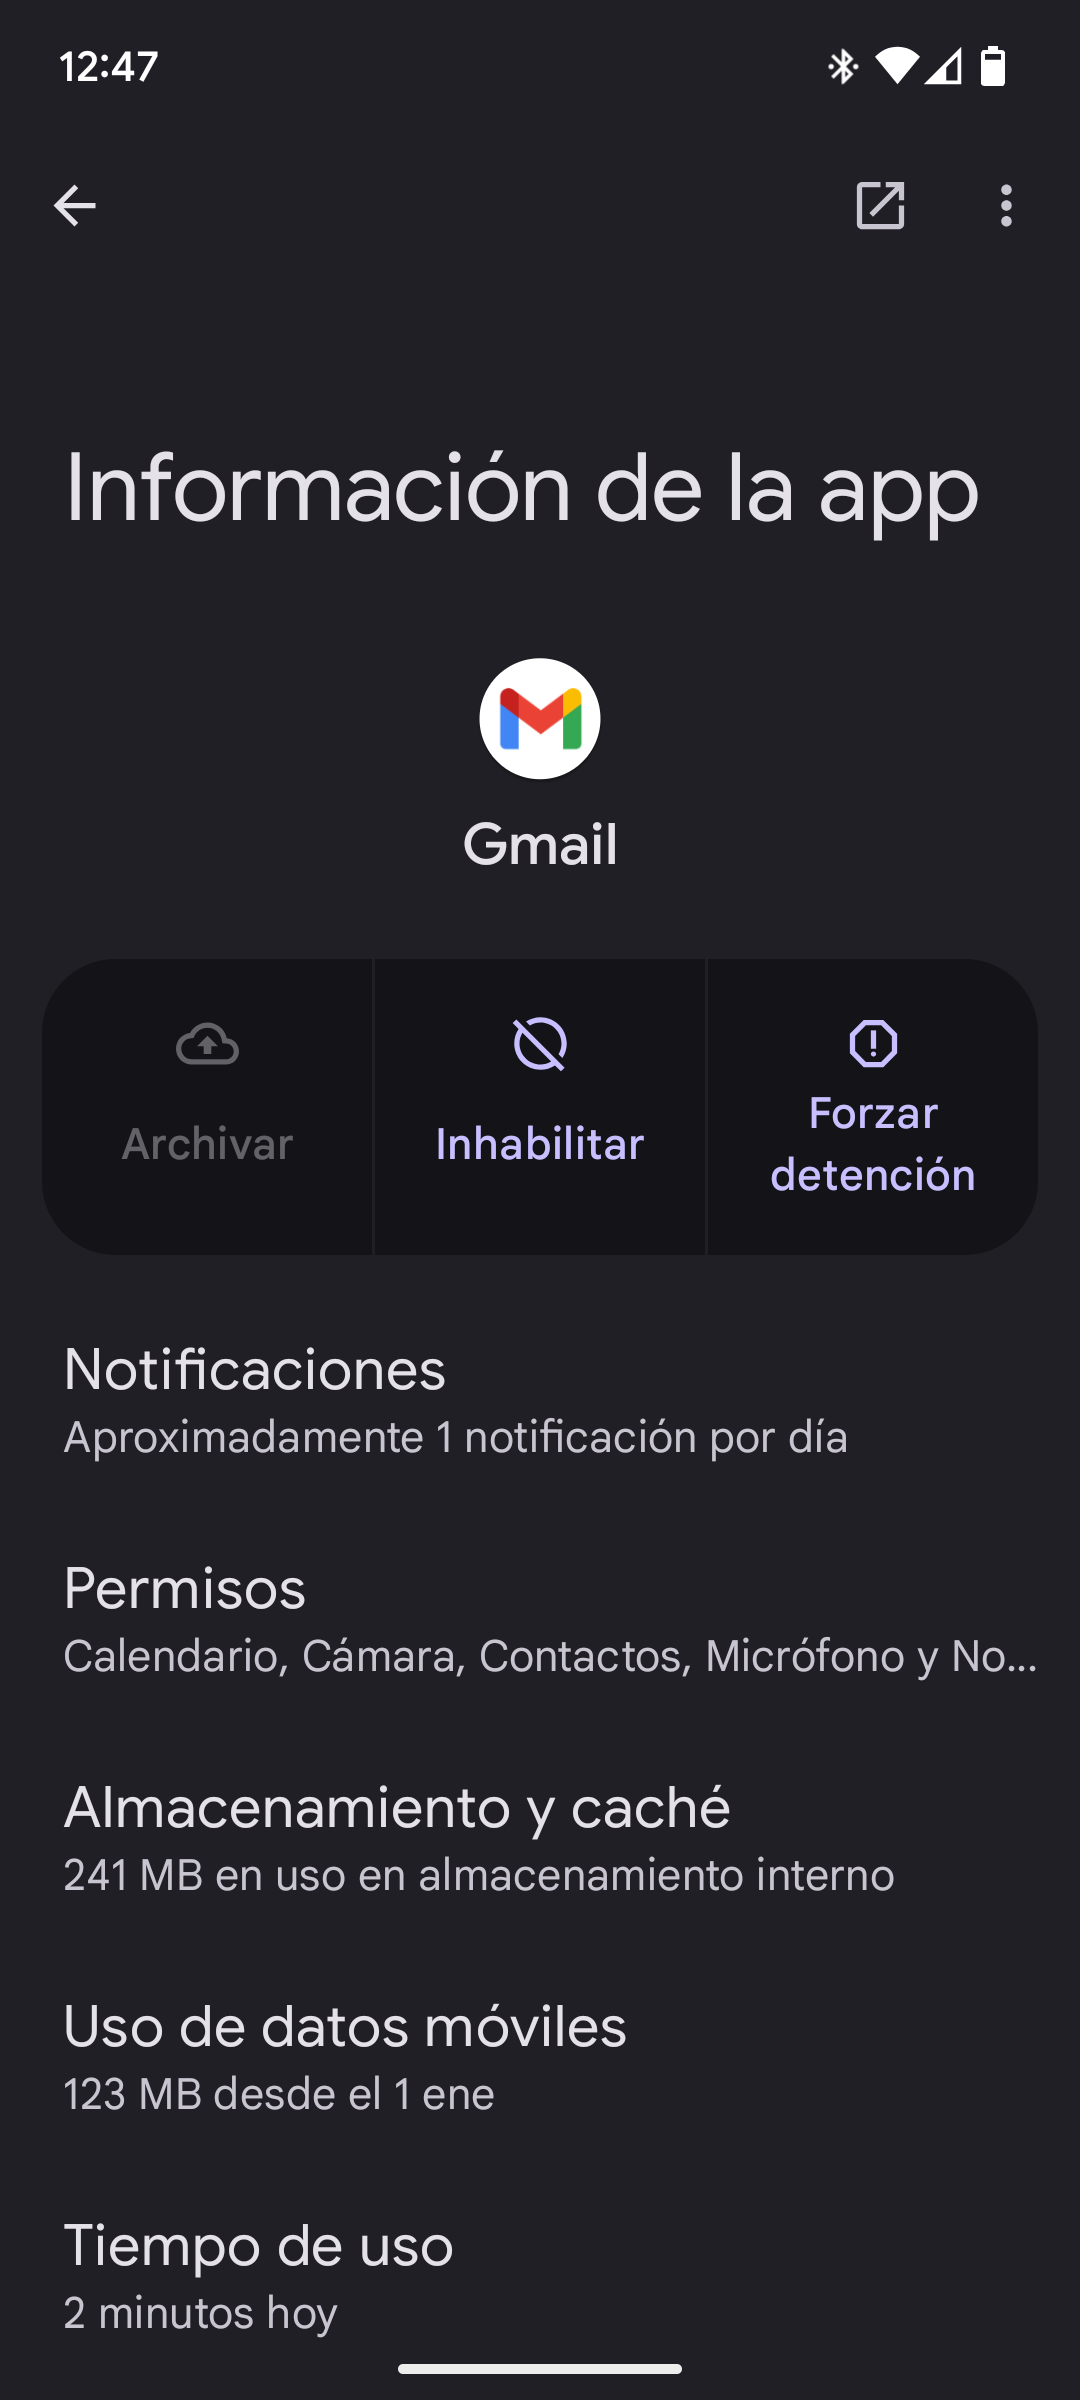 12:47
Información de la app
Gmail
Archivar
Inhabilitar
Forzar
detención
Notificaciones
Aproximadamente 1 notificación por día
Permisos
Calendario, Cámara, Contactos, Micrófono y No...
Almacenamiento y caché
241 MB en uso en almacenamiento interno
Uso de datos móviles
123 MB desde el 1 ene
Tiempo de uso
2 minutos hoy